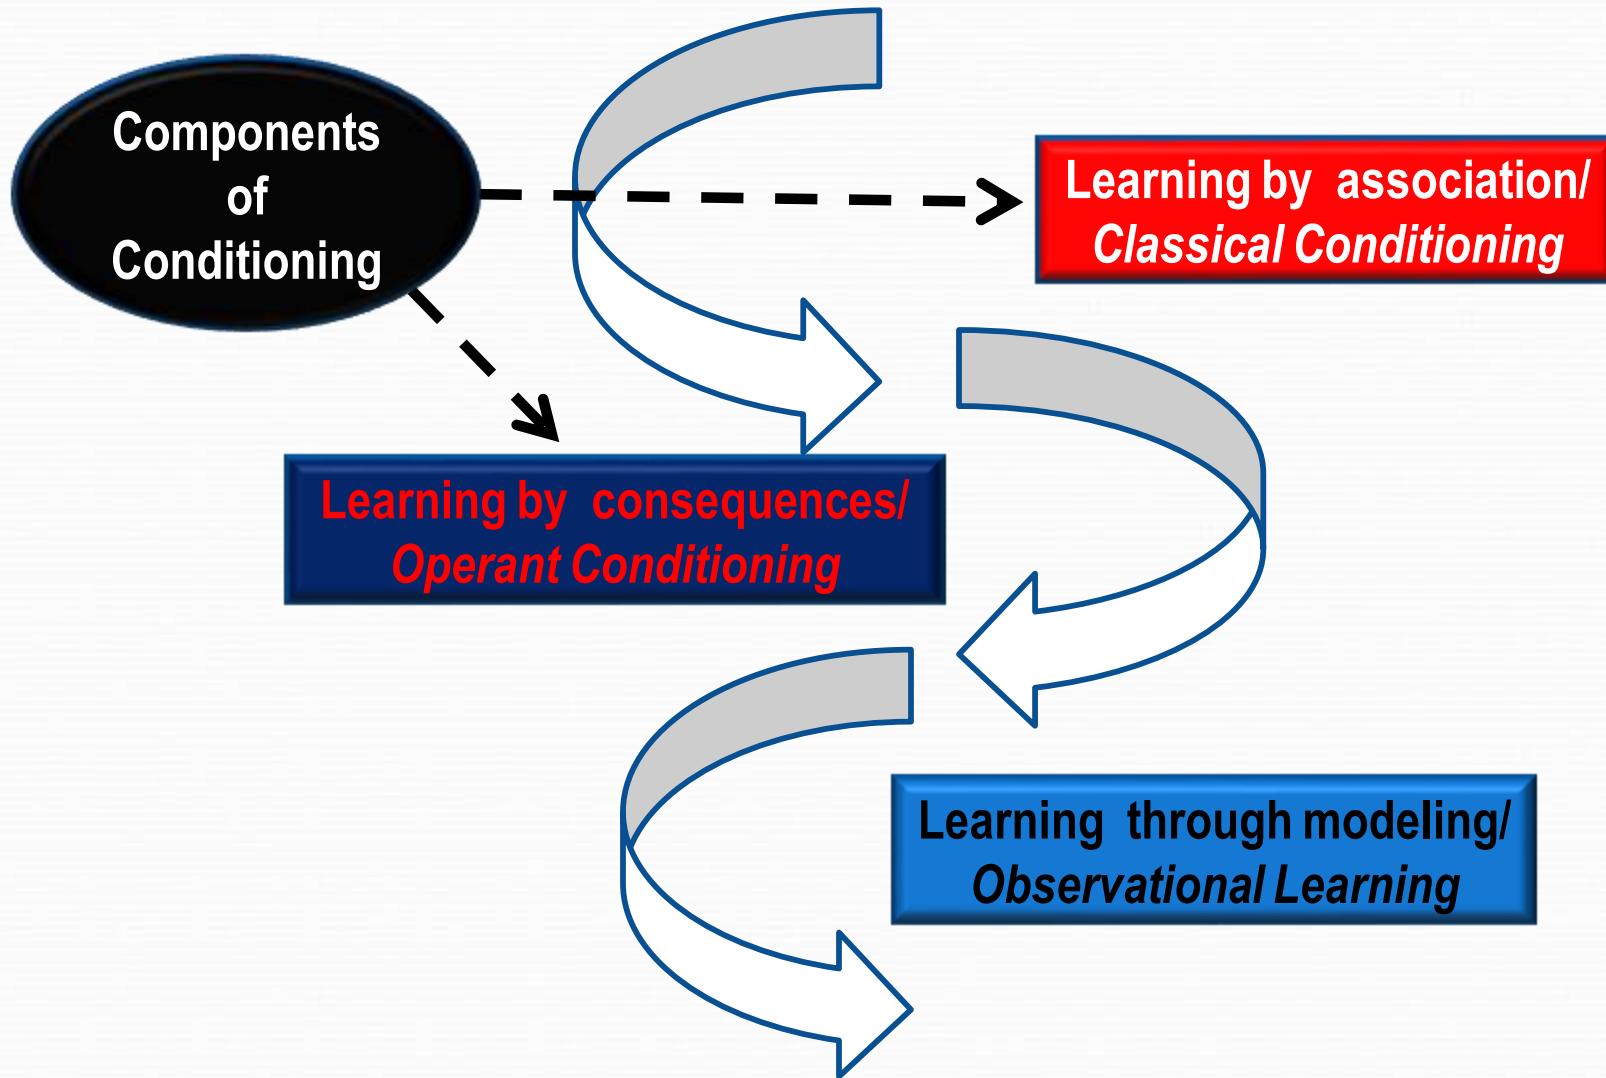 Components
of
Conditioning
Learning by association/
Classical Conditioning
Learning by consequences/
Operant Conditioning
Learning through modeling/
Observational Learning